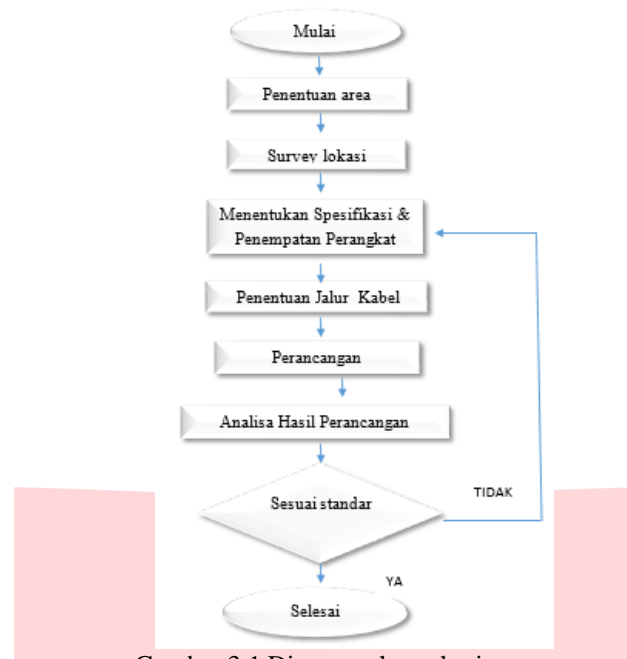 Mulai
Penentuan area
Survey lokasi
Menentukan Spesifikasi &
Penempatan Perangkat
Penentuan Jalur Kabel
Perancangan
Analisa Hasil Perancangan
Sesuai standar
TIDAK
YA
Selesai